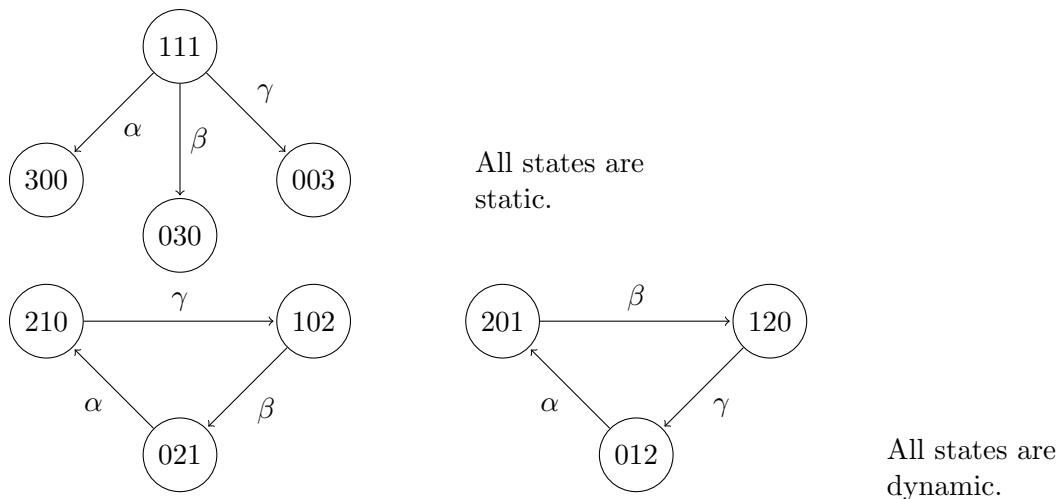 111
γ
α
β
300
003
All states are
static.
030
γ
β
210
102
201
120
α
β
α
γ
021
012
All states are
dynamic.